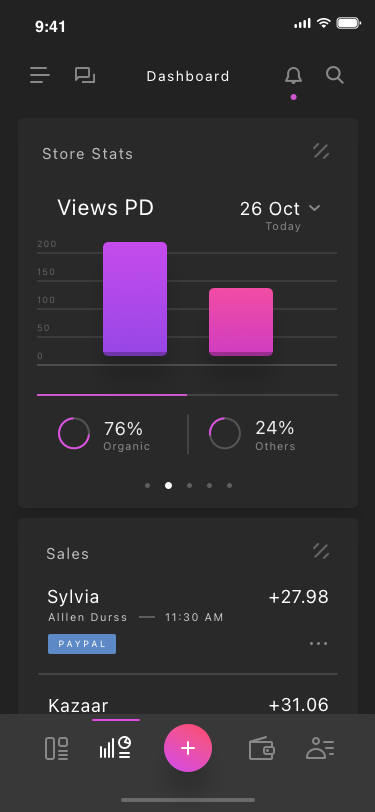 9:41
Dashboard
Store Stats
Views PD
26 Oct
Today
200
150
100
50
0
76%
Organic
24%
Others
Sales
Sylvia
+27.98
Alllen Durss — 11:30 AM
PAYPAL
Kazaar
+31.06